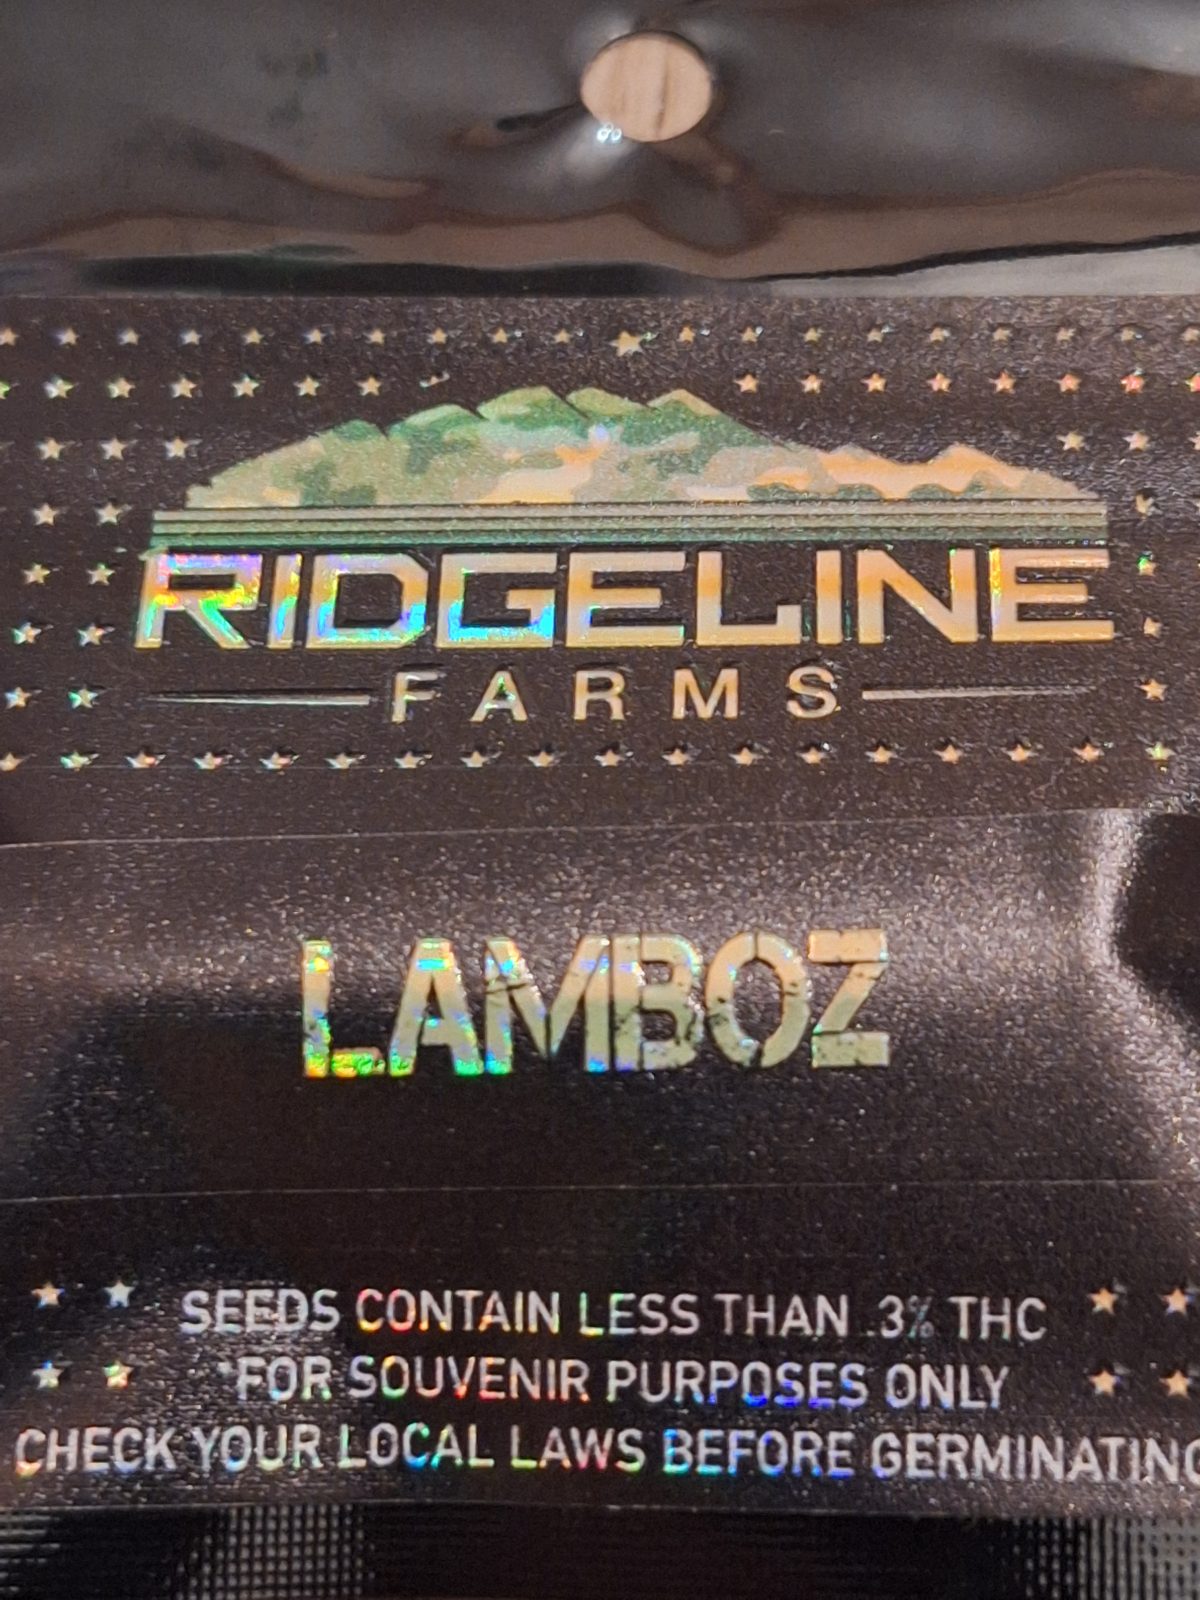 RIDGELINE
FARMS
LAMBOZ
SEEDS CONTAIN LESS THAN .3% THC
*FOR SOUVENIR PURPOSES ONLY
CHECK YOUR LOCAL LAWS BEFORE GERMINATING